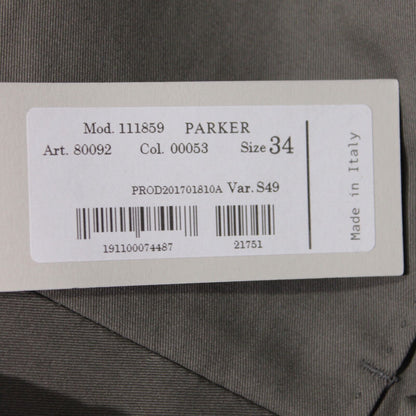 Mod. 111859 PARKER
Art. 80092 Col. 00053 Size 34
PROD201701810A Var. S49
191100074487 21751
Made in Italy